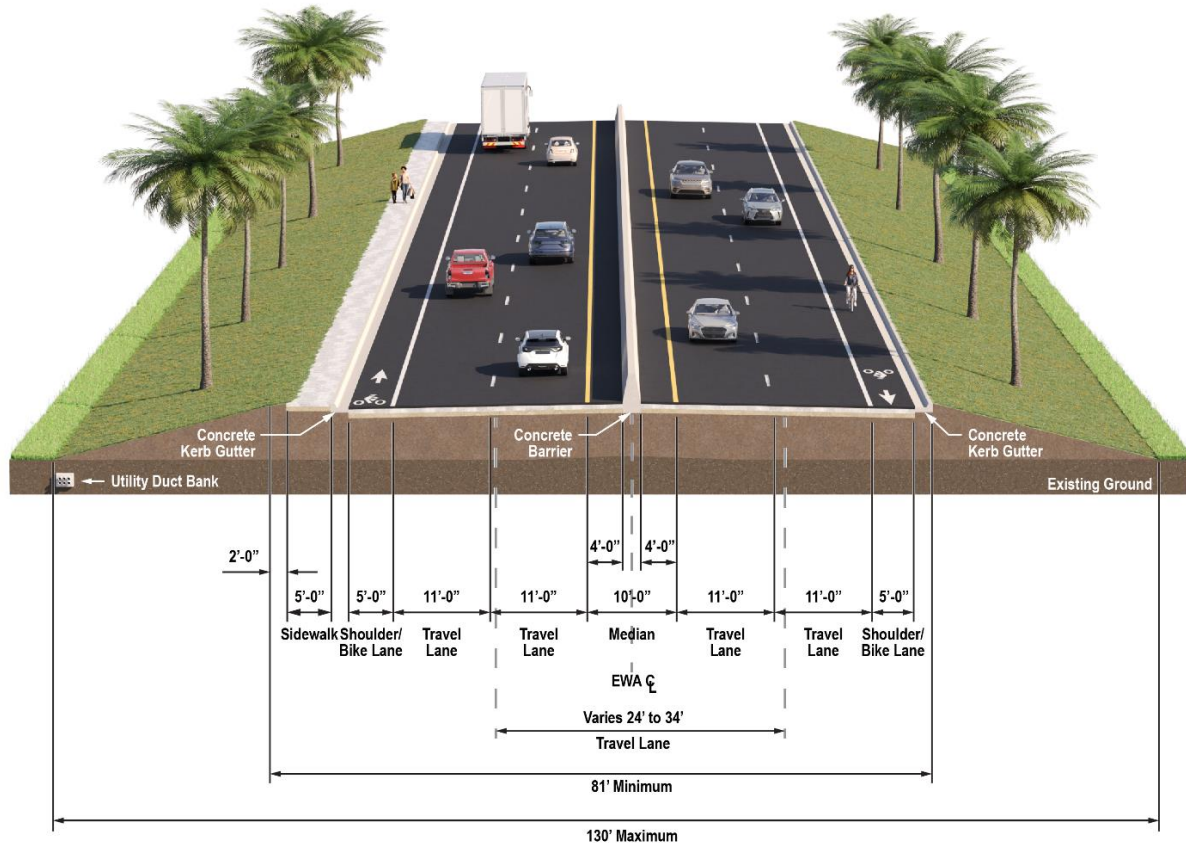 Concrete
Kerb Gutter
Concrete
Barrier
Concrete
Kerb Gutter
Utility Duct Bank
Existing Ground
4’-0” 4’-0”
2’-0”
5’-0” 5’-0” 11’-0” 11’-0” 10’-0” 11’-0” 11’-0” 5’-0”
Sidewalk Shoulder/ Travel Travel Median Travel Travel Shoulder/
Bike Lane Lane Lane Lane Lane Bike Lane
EWA ℄
Varies 24’ to 34’
Travel Lane
81’ Minimum
130’ Maximum